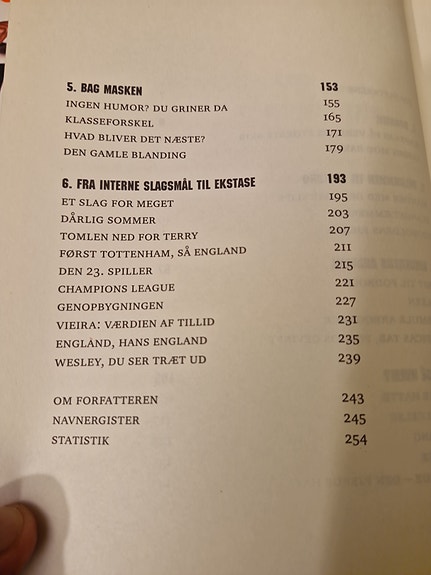 5. BAG MASKEN 153
INGEN HUMOR? DU GRINER DA 155
KLASSEFORSKEL 165
HVAD BLIVER DET NÆSTE? 171
DEN GAMLE BLANDING 179
6. FRA INTERNE SLAGSMÅL TIL EKSTASE 193
ET SLAG FOR MEGET 195
DÅRLIG SOMMER 203
TOMLEN NED FOR TERRY 207
FØRST TOTTENHAM, SÅ ENGLAND 211
DEN 23. SPILLER 215
CHAMPIONS LEAGUE 221
GENOPBYGNINGEN 227
VIEIRA: VÆRDIEN AF TILLID 231
ENGLAND, HANS ENGLAND 235
WESLEY, DU SER TRÆT UD 239
OM FORFATTEREN 243
NAVNERGISTER 245
STATISTIK 254